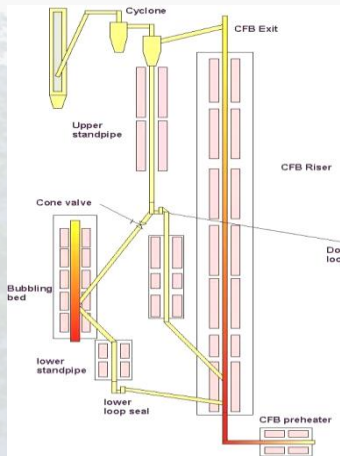 Cyclone
CFB Exit
Upper
standpipe
CFB Riser
Cone valve
Bubbling
bed
lower
standpipe
lower
loop seal
CFB preheater